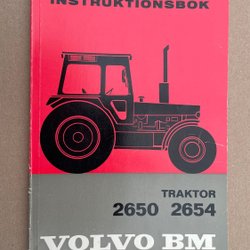 INSTRUKTIONSBOK
TRAKTOR
2650 2654
VOLVO BM